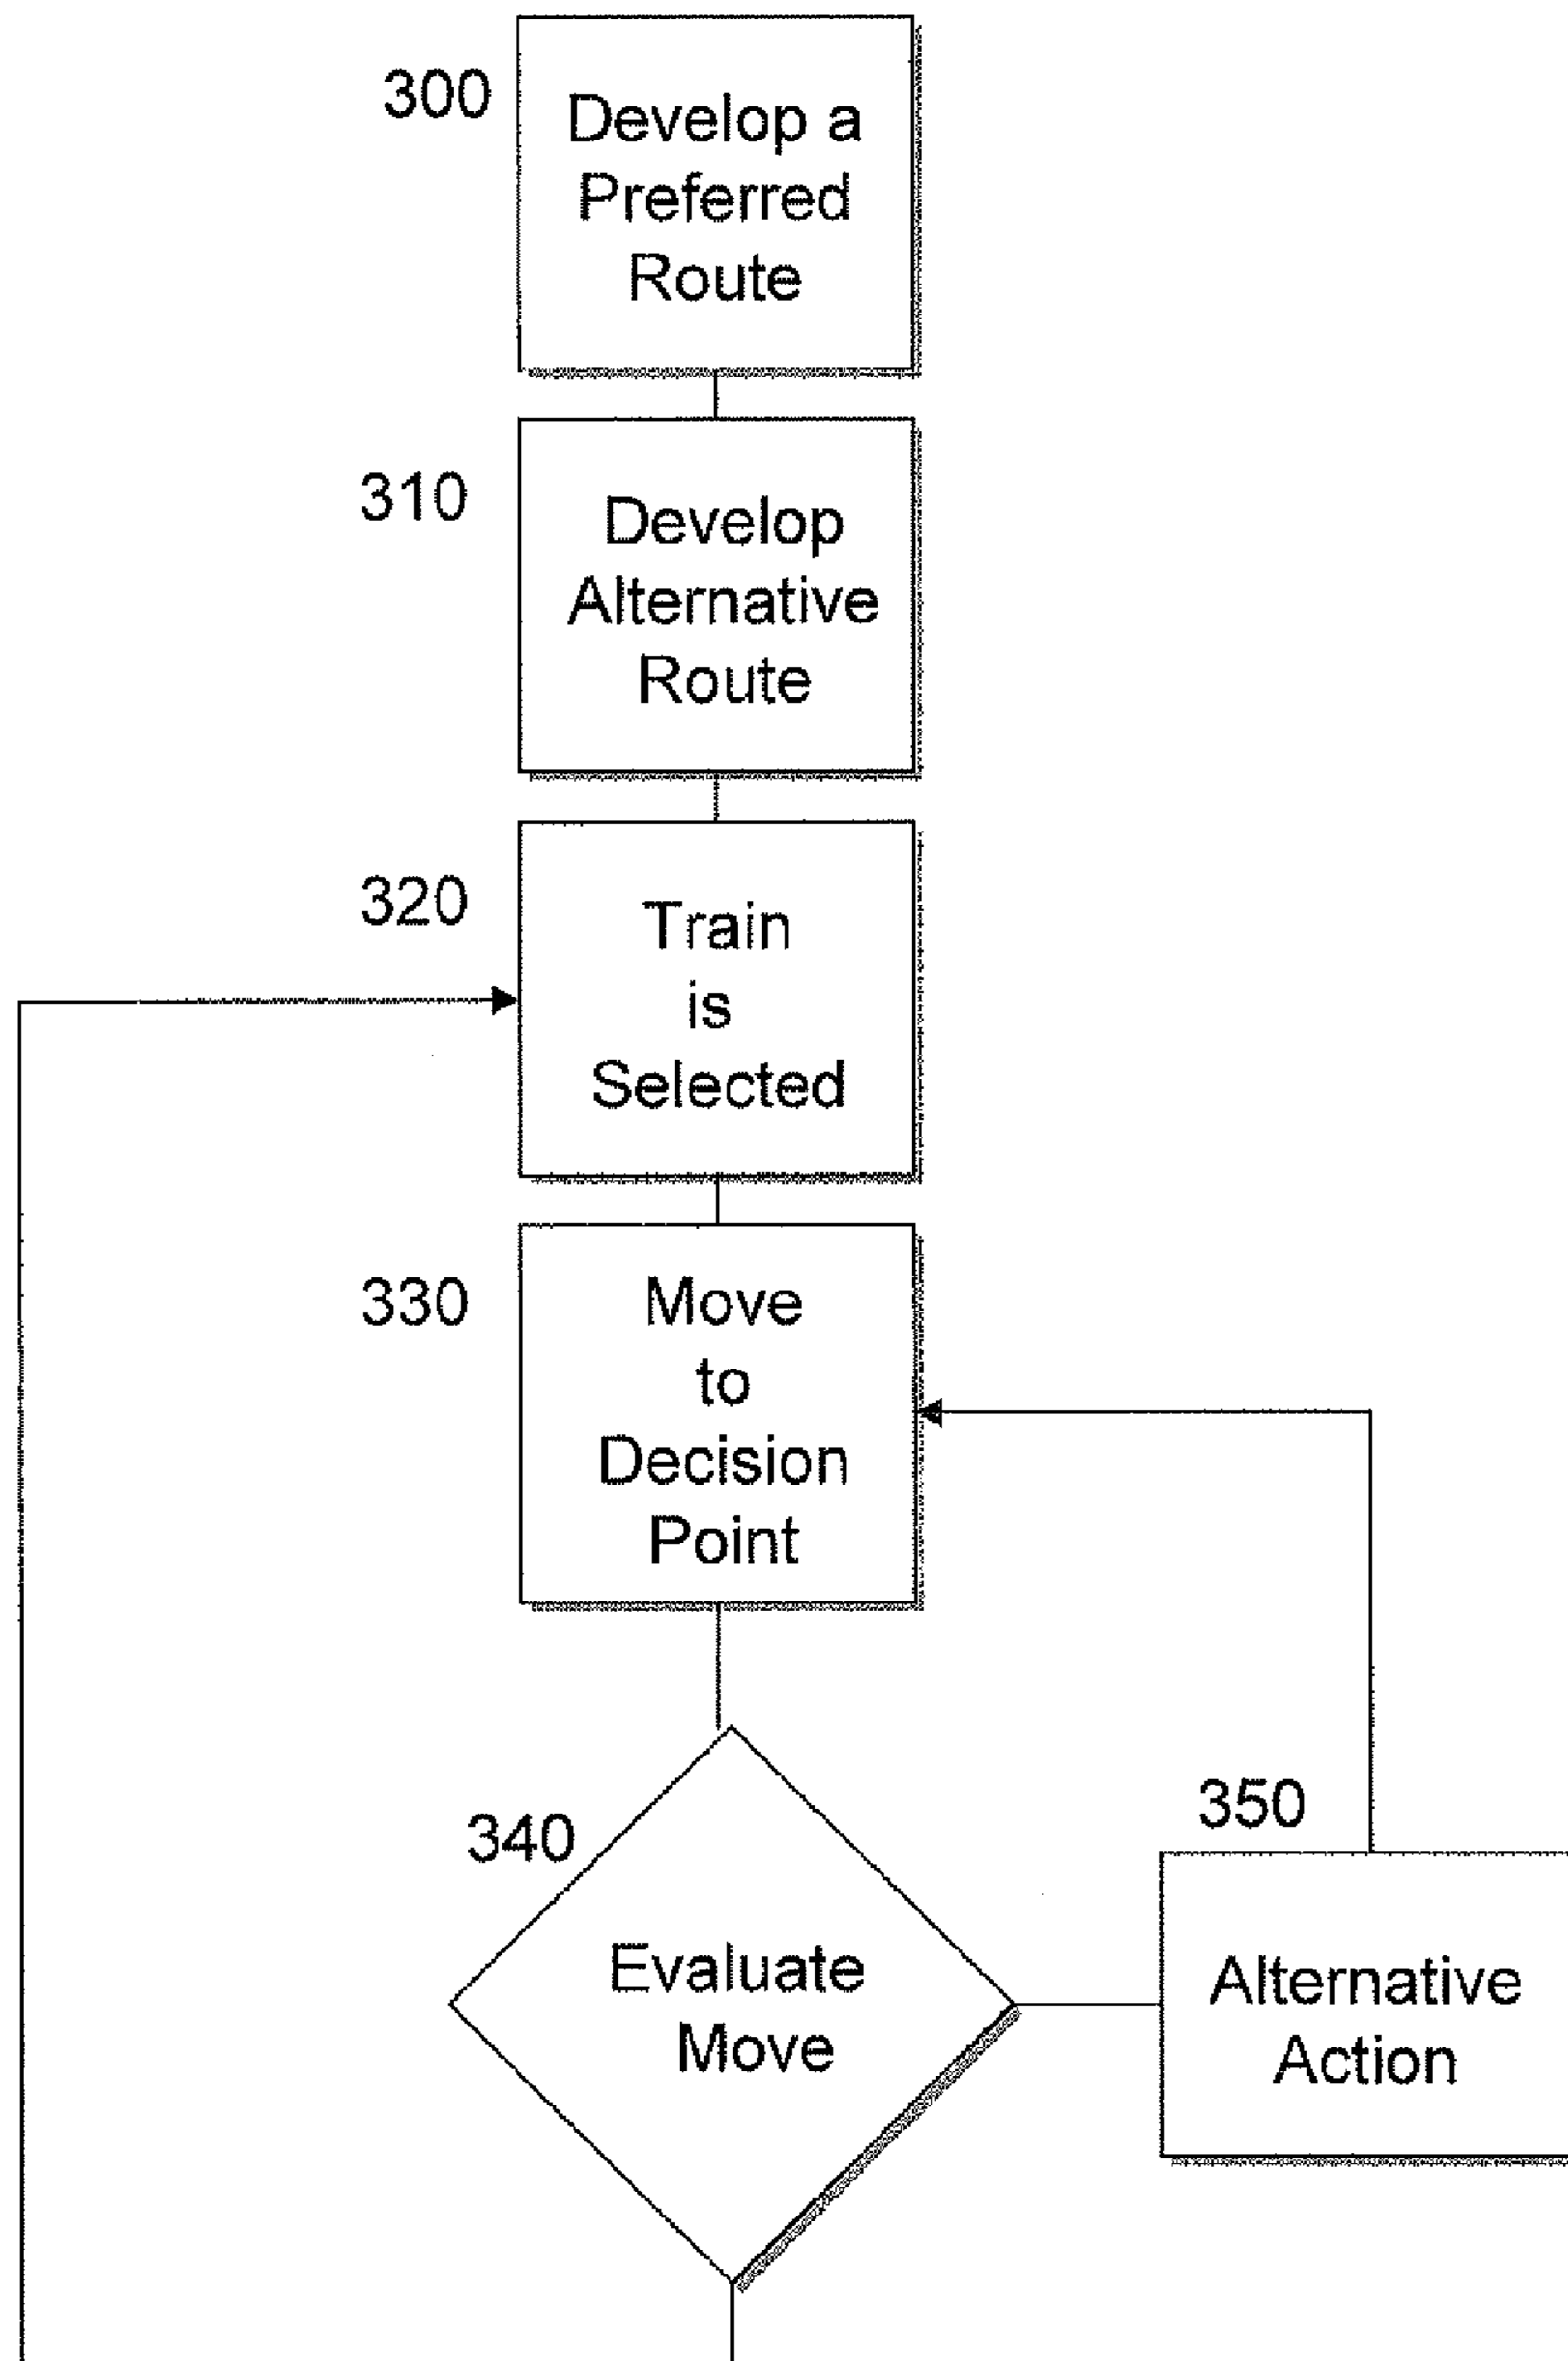 300
Develop a
Preferred
Route
310
Develop
Alternative
Route
320
Train
is
Selected
330
Move
to
Decision
Point
340
Evaluate
Move
350
Alternative
Action